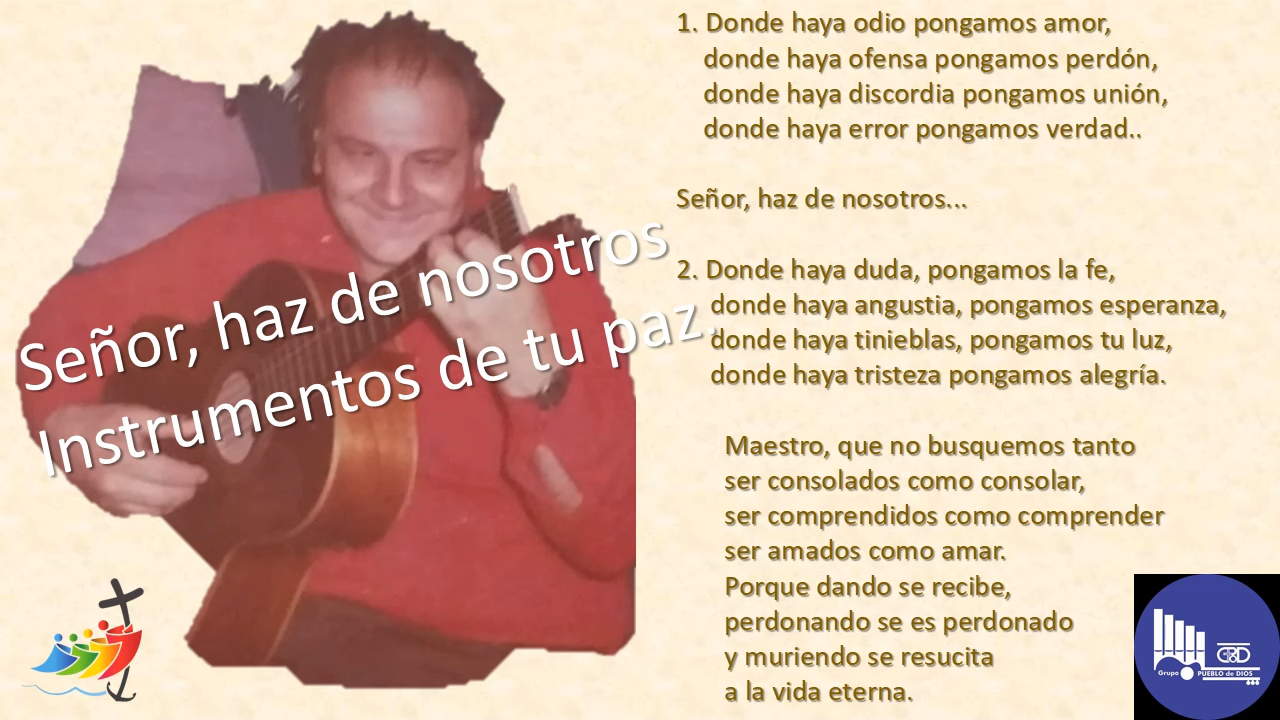 Señor, haz de nosotros
Instrumentos de tu paz.
1. Donde haya odio pongamos amor,
donde haya ofensa pongamos perdón,
donde haya discordia pongamos unión,
donde haya error pongamos verdad..
Señor, haz de nosotros...
2. Donde haya duda, pongamos la fe,
donde haya angustia, pongamos esperanza,
donde haya tinieblas, pongamos tu luz,
donde haya tristeza pongamos alegría.
Maestro, que no busquemos tanto
ser consolados como consolar,
ser comprendidos como comprender
ser amados como amar.
Porque dando se recibe,
perdonando se es perdonado
y muriendo se resucita
a la vida eterna.
Grupo PUEBLO de DIOS